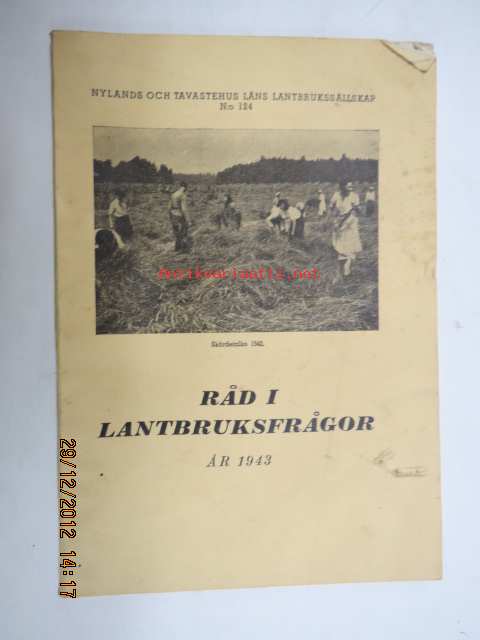 NYLANDS OCH TAVASTEHUS LÄNS LANTBRUKSSÄLLSKAP
N:o 124
Antikvariaatti.net
Skördetalko 1942.
RÅD I
LANTBRUKSFRÅGOR
ÅR 1943
29/12/2012 14:17